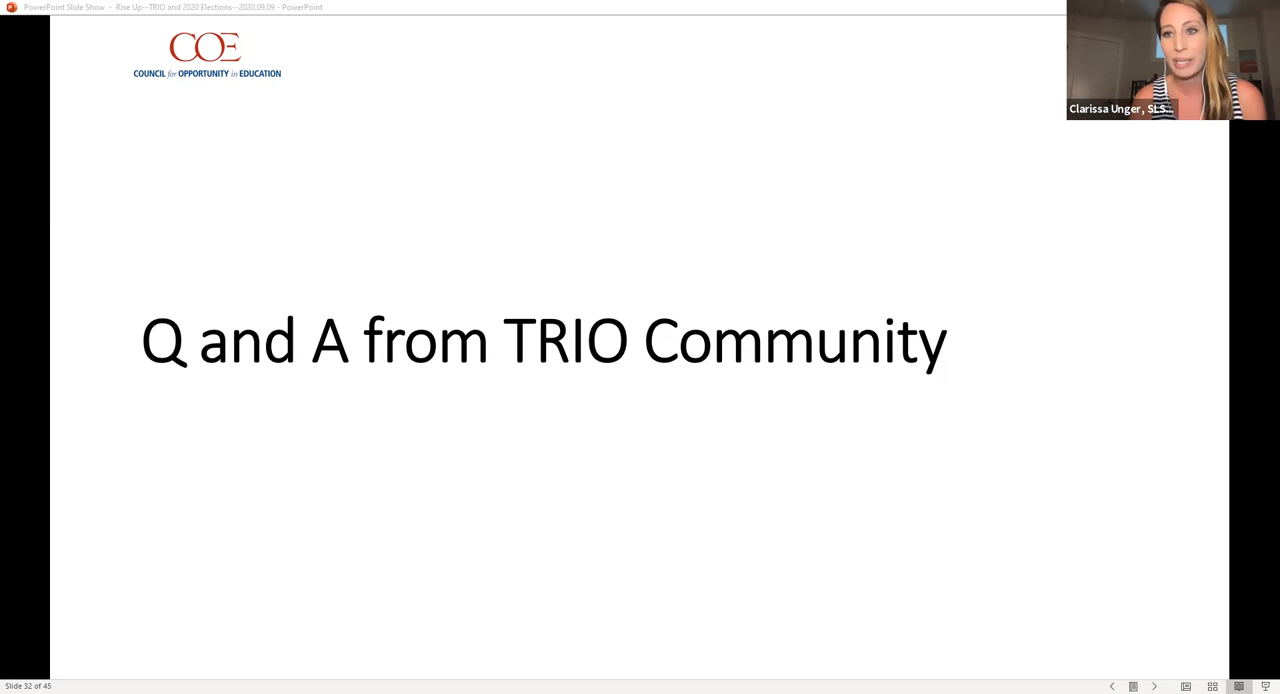 PowerPoint Slide Show - Rise Up--TRIO and 2020 Elections--2020.09.09 - PowerPoint
COE
COUNCIL for OPPORTUNITY in EDUCATION
Clarissa Unger, SLS...
Q and A from TRIO Community
Slide 32 of 45